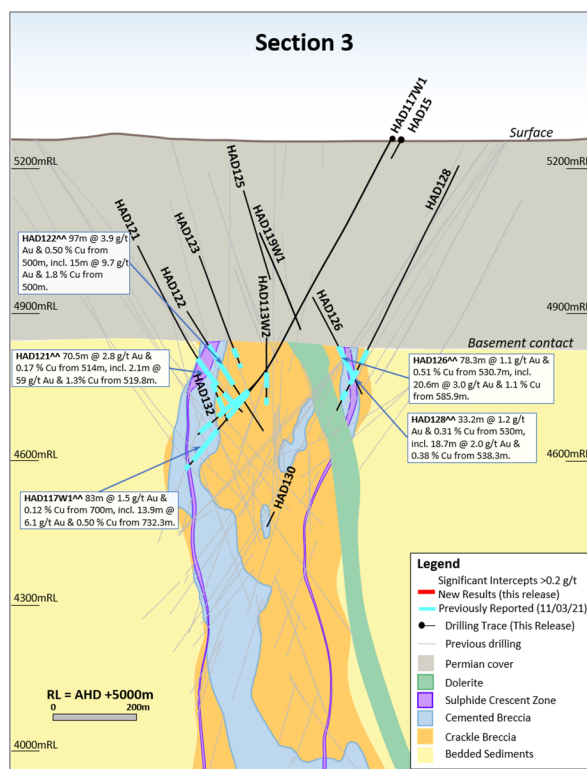 Section 3
HAD117W1
HAD15
Surface
5200mRL
5200mRL
HAD125
HAD128
HAD121
HAD123
HAD119W1
HAD122^^ 97m @ 3.9 g/t
Au & 0.50 % Cu from
500m, incl. 15m @ 9.7 g/t
Au & 1.8 % Cu from
500m.
HAD122
HAD113W2
HAD126
4900mRL
4900mRL
Basement contact
HAD121^^ 70.5m @ 2.8 g/t Au &
0.17 % Cu from 514m, incl. 2.1m @
59 g/t Au & 1.3% Cu from 519.8m.
HAD126^^ 78.3m @ 1.1 g/t Au &
0.51 % Cu from 530.7m, incl.
20.6m @ 3.0 g/t Au & 1.1 % Cu
from 585.9m.
HAD132
HAD128^^ 33.2m @ 1.2 g/t
Au & 0.31 % Cu from 530m,
incl. 18.7m @ 2.0 g/t Au &
0.38 % Cu from 538.3m.
4600mRL
4600mRL
HAD130
HAD117W1^^ 83m @ 1.5 g/t Au &
0.12 % Cu from 700m, incl. 13.9m @
6.1 g/t Au & 0.50 % Cu from 732.3m.
4300mRL
RL = AHD +5000m
0 200m
4000mRL
Legend
Significant Intercepts >0.2 g/t
New Results (this release)
Previously Reported (11/03/21)
Drilling Trace (This Release)
Previous drilling
Permian cover
Dolerite
Sulphide Crescent Zone
Cemented Breccia
Crackle Breccia
Bedded Sediments